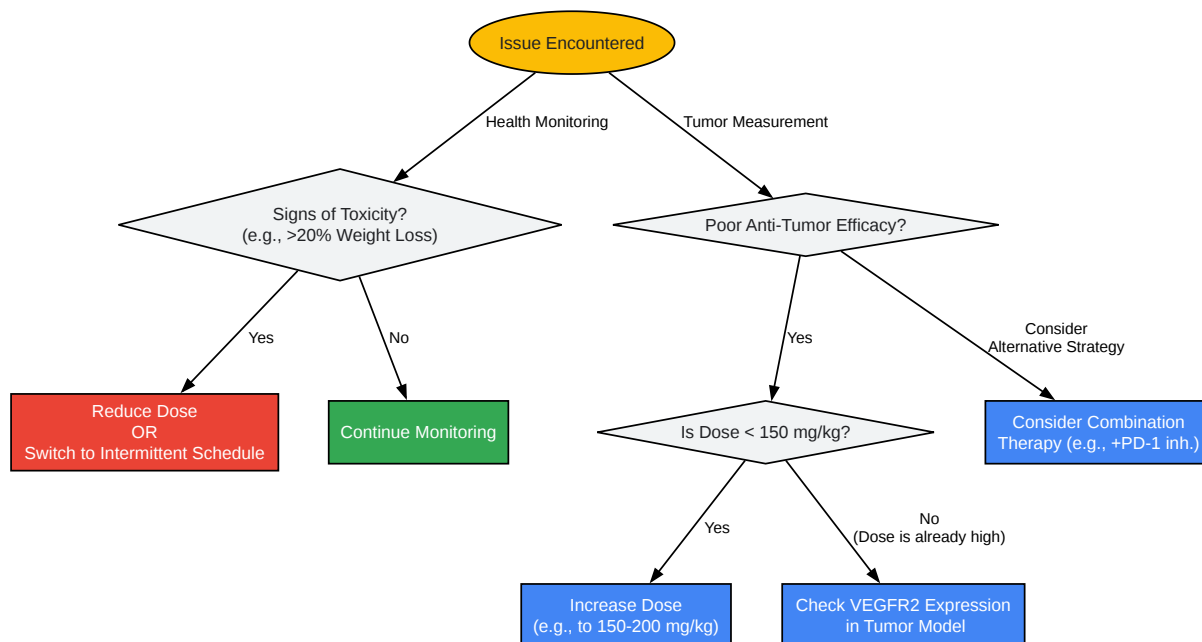 Issue Encountered
Health Monitoring
Tumor Measurement
Signs of Toxicity?
(e.g., >20% Weight Loss)
Poor Anti-Tumor Efficacy?
Yes
No
Yes
Consider
Alternative Strategy
Reduce Dose
OR
Switch to Intermittent Schedule
Continue Monitoring
Is Dose < 150 mg/kg?
Consider Combination
Therapy (e.g., +PD-1 inh.)
Yes
No
(Dose is already high)
Increase Dose
(e.g., to 150-200 mg/kg)
Check VEGFR2 Expression
in Tumor Model